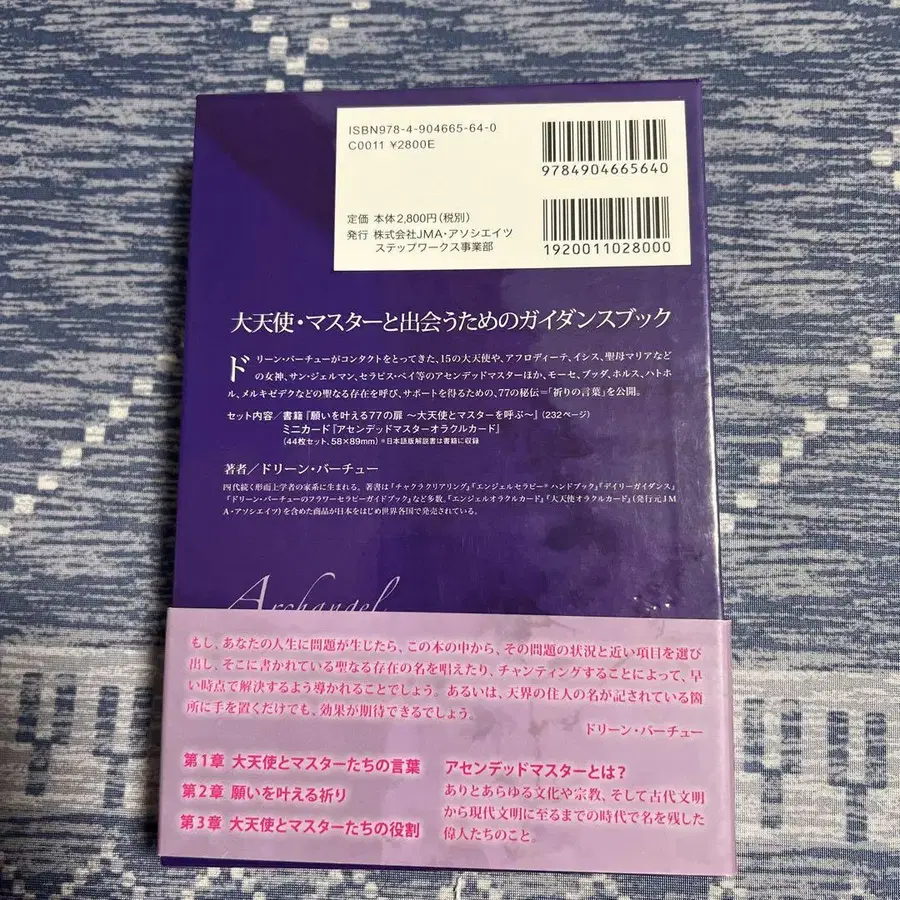 ISBN978-4-904665-64-0
C0011 ¥2800E
9784904665640
定価 本体2,800円(税別)
発行 株式会社JMA・アソシエイツ
ステップワークス事業部
1920011028000
大天使・マスターと出会うためのガイダンスブック
ドリーン・バーチューがコンタクトをとってきた、15の大天使や、アフロディーテ、イシス、聖母マリアなど
の女神、サン・ジェルマン、セラピス・ベイ等のアセンデッドマスターほか、モーセ、ブッダ、ホルス、ハトホ
ル、メルキゼデクなどの聖なる存在を呼び、サポートを得るための、77の秘伝=「祈りの言葉」を公開。
セット内容/書籍『願いを叶える77の扉 〜大天使とマスターを呼ぶ〜』(232ページ)
ミニカード『アセンデッドマスターオラクルカード』
(44枚セット、58×89mm)※日本語版解説書は書籍に収録
著者/ドリーン・バーチュー
四代続く形而上学者の家系に生まれる。著書は『チャクラクリアリング』『エンジェルセラピー®ハンドブック』『デイリーガイダンス』
『ドリーン・バーチューのフラワーセラピーガイドブック』など多数。『エンジェルオラクルカード』『大天使オラクルカード』(発行元JM
A・アソシエイツ)を含めた商品が日本をはじめ世界各国で発売されている。
Archangel
もし、あなたの人生に問題が生じたら、この本の中から、その問題の状況と近い項目を選び
出し、そこに書かれている聖なる存在の名を唱えたり、チャンティングすることによって、早
い時点で解決するよう導かれることでしょう。あるいは、天界の住人の名が記されている箇
所に手を置くだけでも、効果が期待できるでしょう。
ドリーン・バーチュー
第1章 大天使とマスターたちの言葉
第2章 願いを叶える祈り
第3章 大天使とマスターたちの役割
アセンデッドマスターとは?
ありとあらゆる文化や宗教、そして古代文明
から現代文明に至るまでの時代で名を残した
偉人たちのこと。